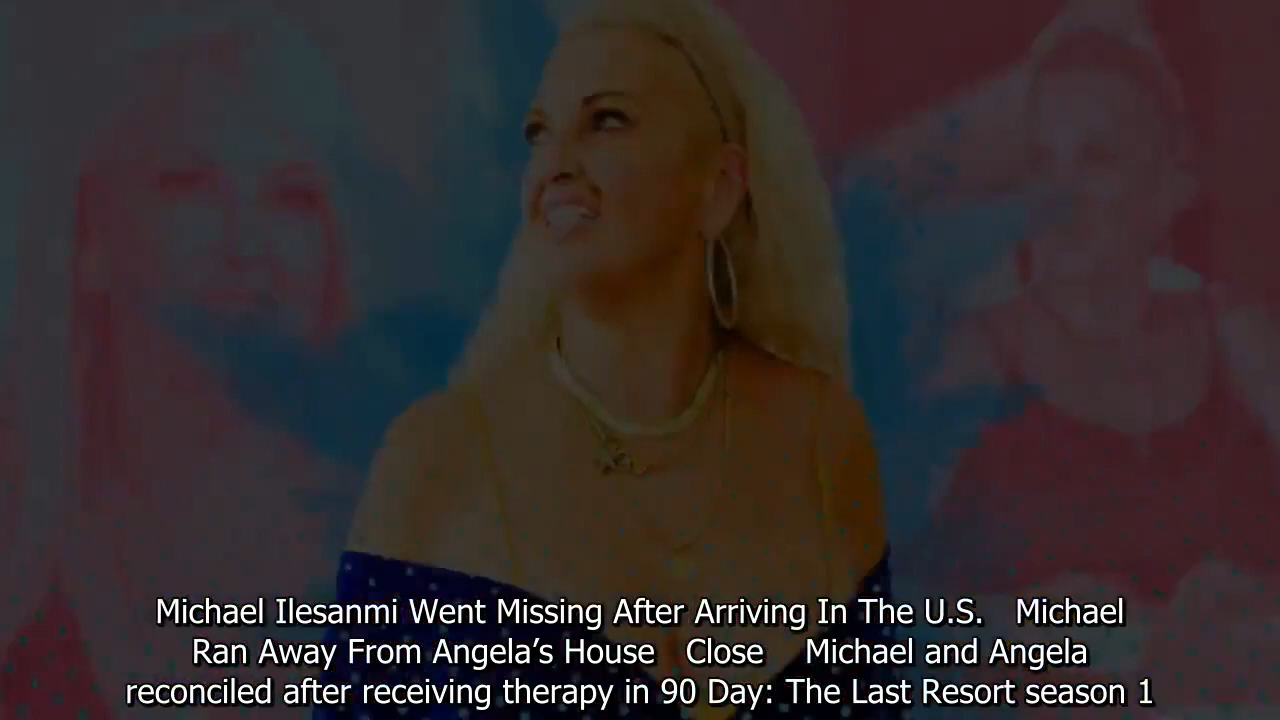 Michael Ilesanmi Went Missing After Arriving In The U.S.   Michael
Ran Away From Angela’s House   Close    Michael and Angela
reconciled after receiving therapy in 90 Day: The Last Resort season 1